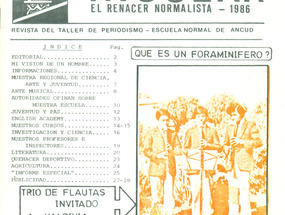 EL RENACER NORMALISTA - 1986
REVISTA DEL TALLER DE PERIODISMO - ESCUELA NORMAL DE ANCUD
INDICE Pag.
EDITORIAL 2
MI VISION DE UN NOMBRE 3
INFORMACIONES 4
MUESTRA REGIONAL DE CIENCIA,
ARTE Y JUVENTUD 7
ARTE MUSICAL 8
AUTORIDADES OPINAN SOBRE
NUESTRA ESCUELA 10
JUVENTUD Y PAZ 12
ENGLISH ACADEMY 13
NUESTROS CURSOS 14-15
INVESTIGACION Y CIENCIA 16
NUESTROS PROFESORES E
INSPECTORES 19
LITERATURA 20
QUEHACER DEPORTIVO 23
AGRICULTURA 24
"INFORME ESPECIAL" 25
PUBLICIDAD 27-28
QUE ES UN FORAMINIFERO ?
TRIO DE FLAUTAS
INVITADO